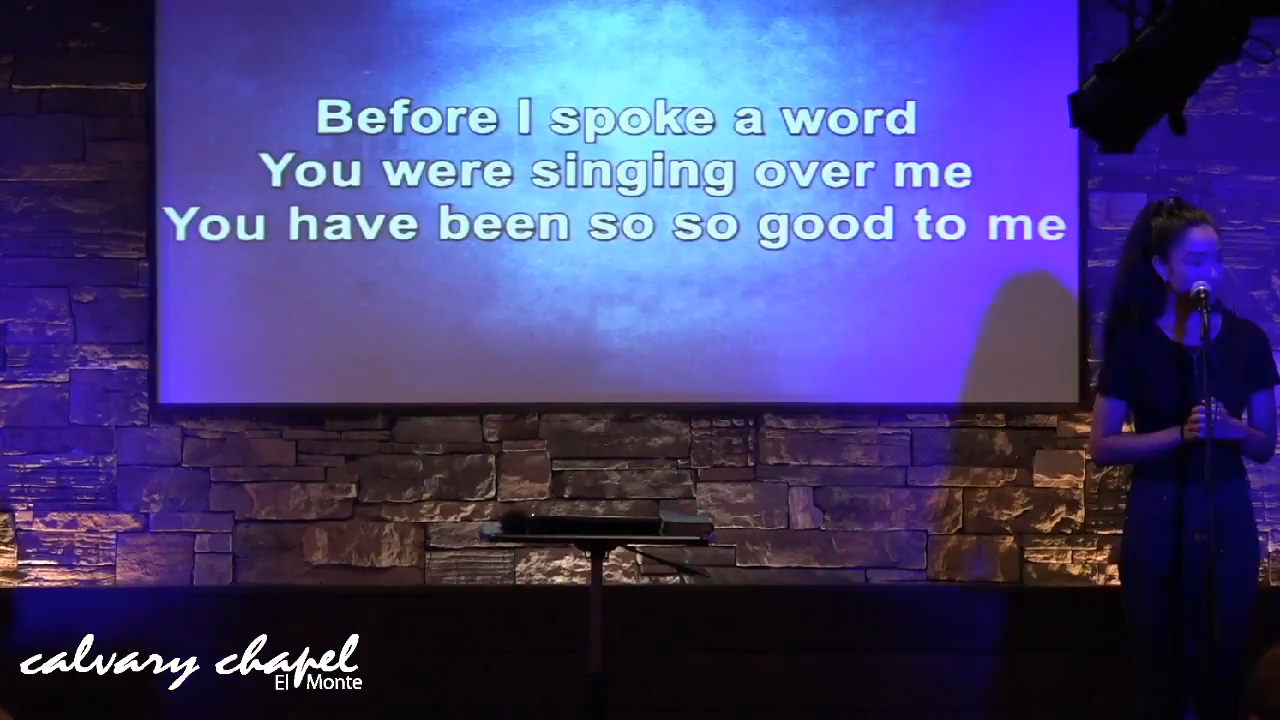 Before I spoke a word
You were singing over me
You have been so so good to me
calvary chapel
El Monte